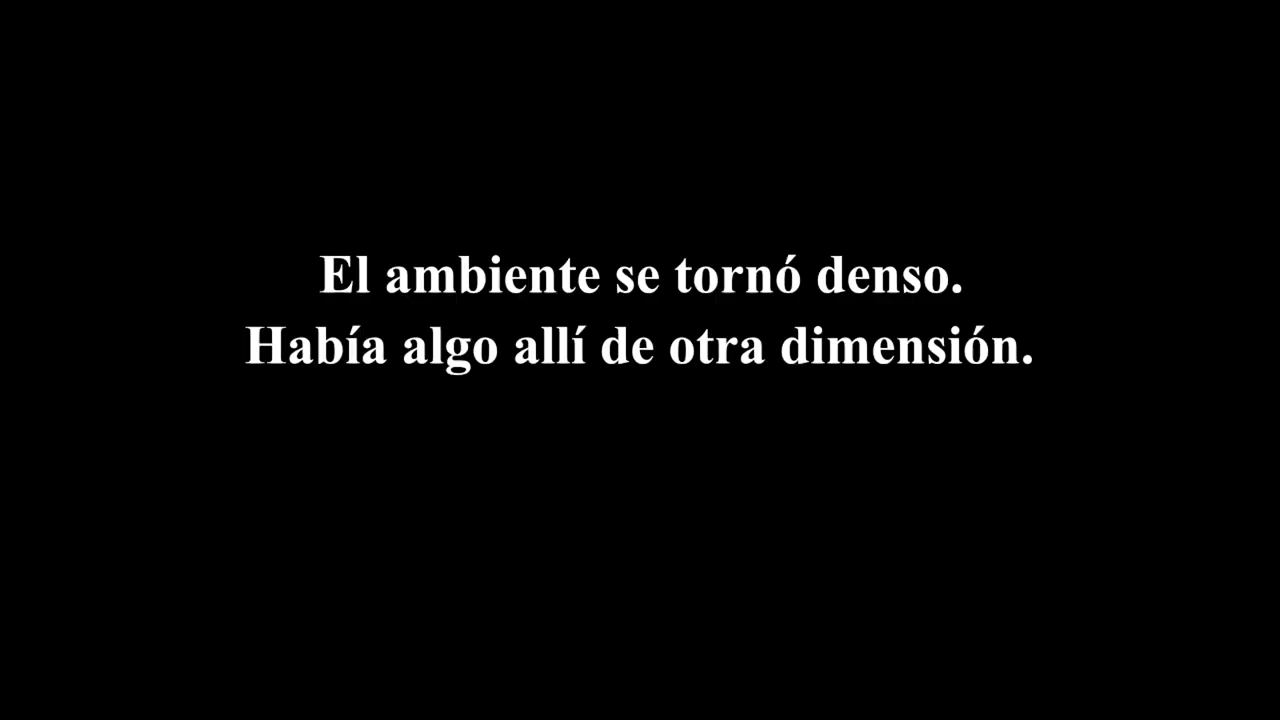 El ambiente se tornó denso.
Había algo allí de otra dimensión.